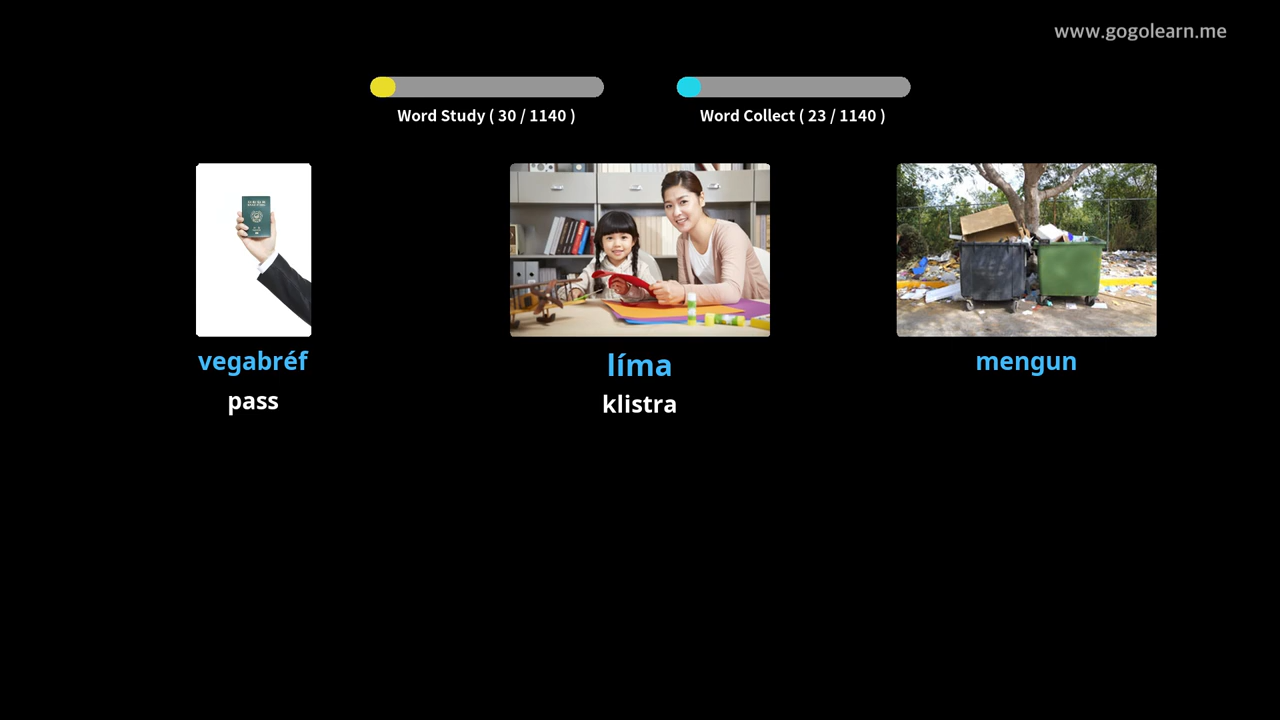 www.gogolearn.me
Word Study ( 30 / 1140 )
Word Collect ( 23 / 1140 )
vegabréf
pass
líma
klistra
mengun